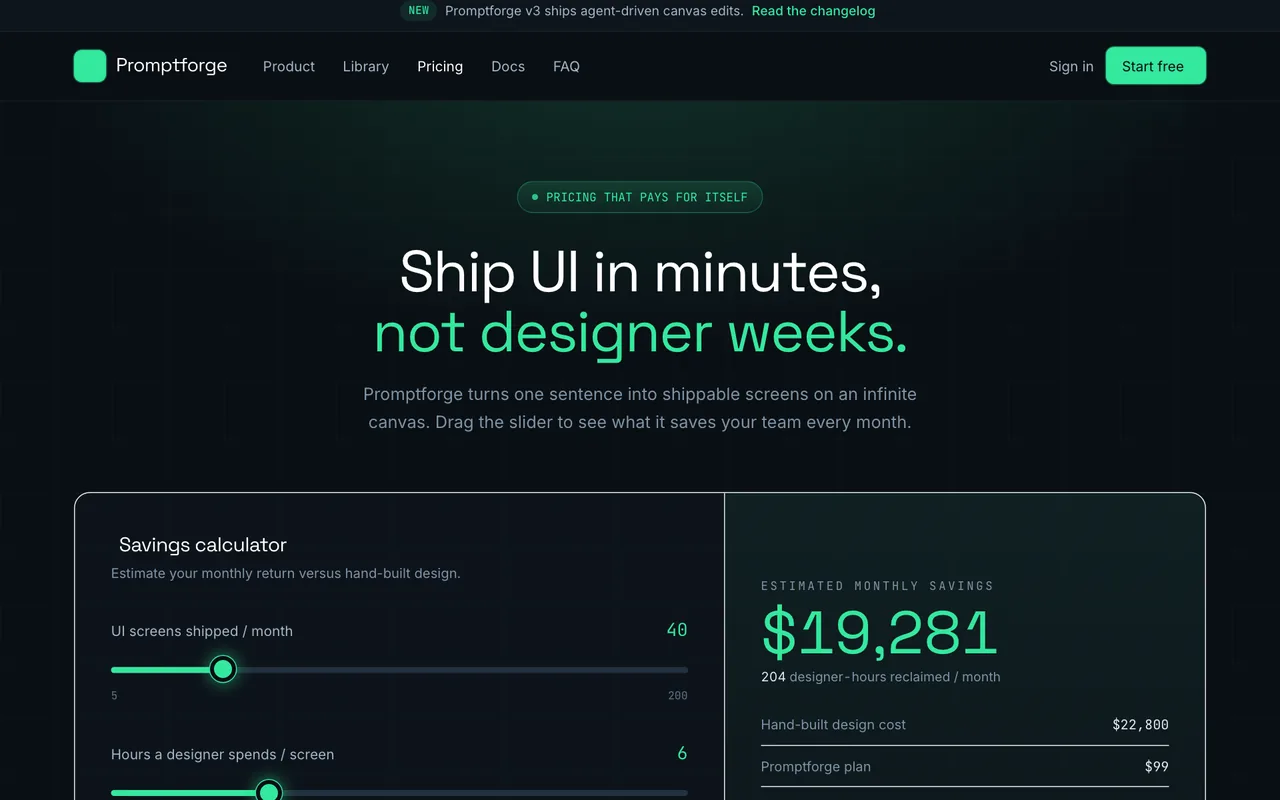 NEW Promptforge v3 ships agent-driven canvas edits. Read the changelog
Promptforge Product Library Pricing Docs FAQ Sign in Start free
PRICING THAT PAYS FOR ITSELF
Ship UI in minutes,
not designer weeks.
Promptforge turns one sentence into shippable screens on an infinite
canvas. Drag the slider to see what it saves your team every month.
Savings calculator
Estimate your monthly return versus hand-built design.
UI screens shipped / month 40
5 200
Hours a designer spends / screen 6
ESTIMATED MONTHLY SAVINGS
$19,281
204 designer-hours reclaimed / month
Hand-built design cost $22,800
Promptforge plan $99